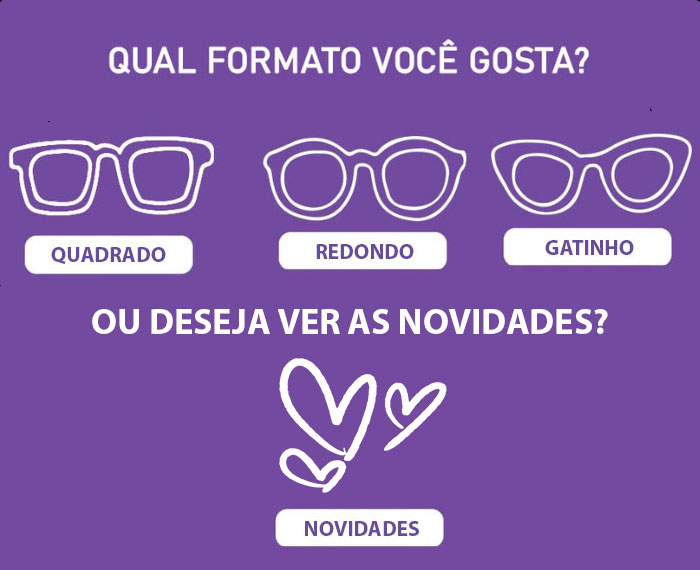 QUAL FORMATO VOCÊ GOSTA?
QUADRADO
REDONDO
GATINHO
OU DESEJA VER AS NOVIDADES?
NOVIDADES